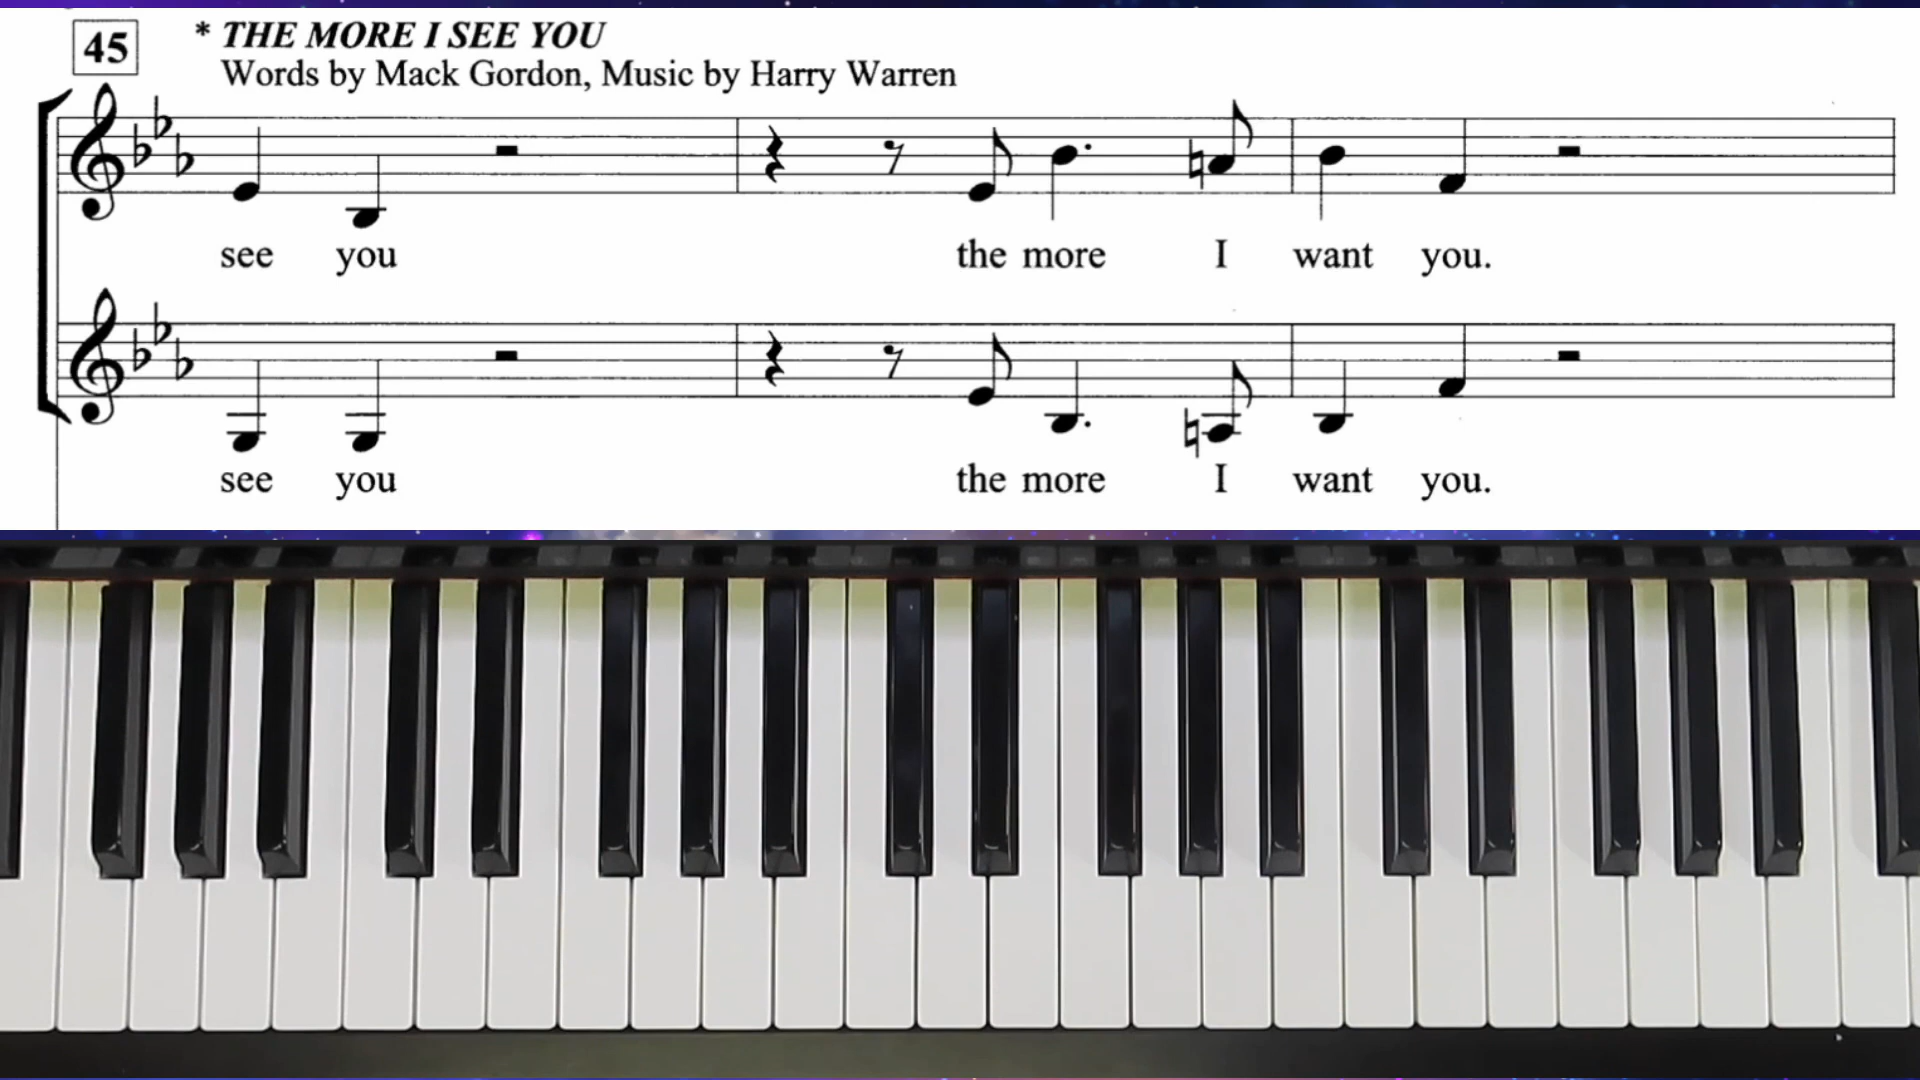 45
* THE MORE I SEE YOU
Words by Mack Gordon, Music by Harry Warren
see you the more I want you.
see you the more I want you.